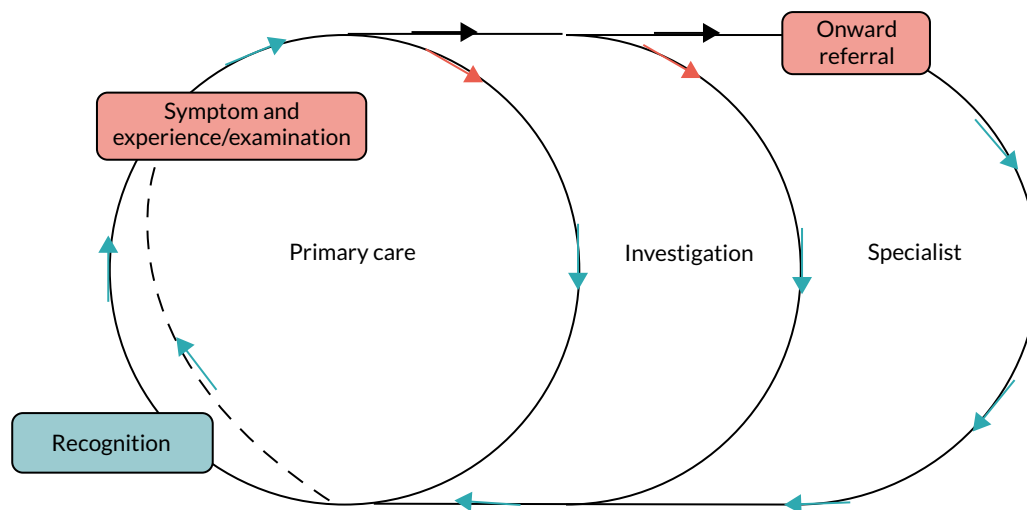 Onward
referral
Symptom and
experience/examination
Primary care
Investigation
Specialist
Recognition